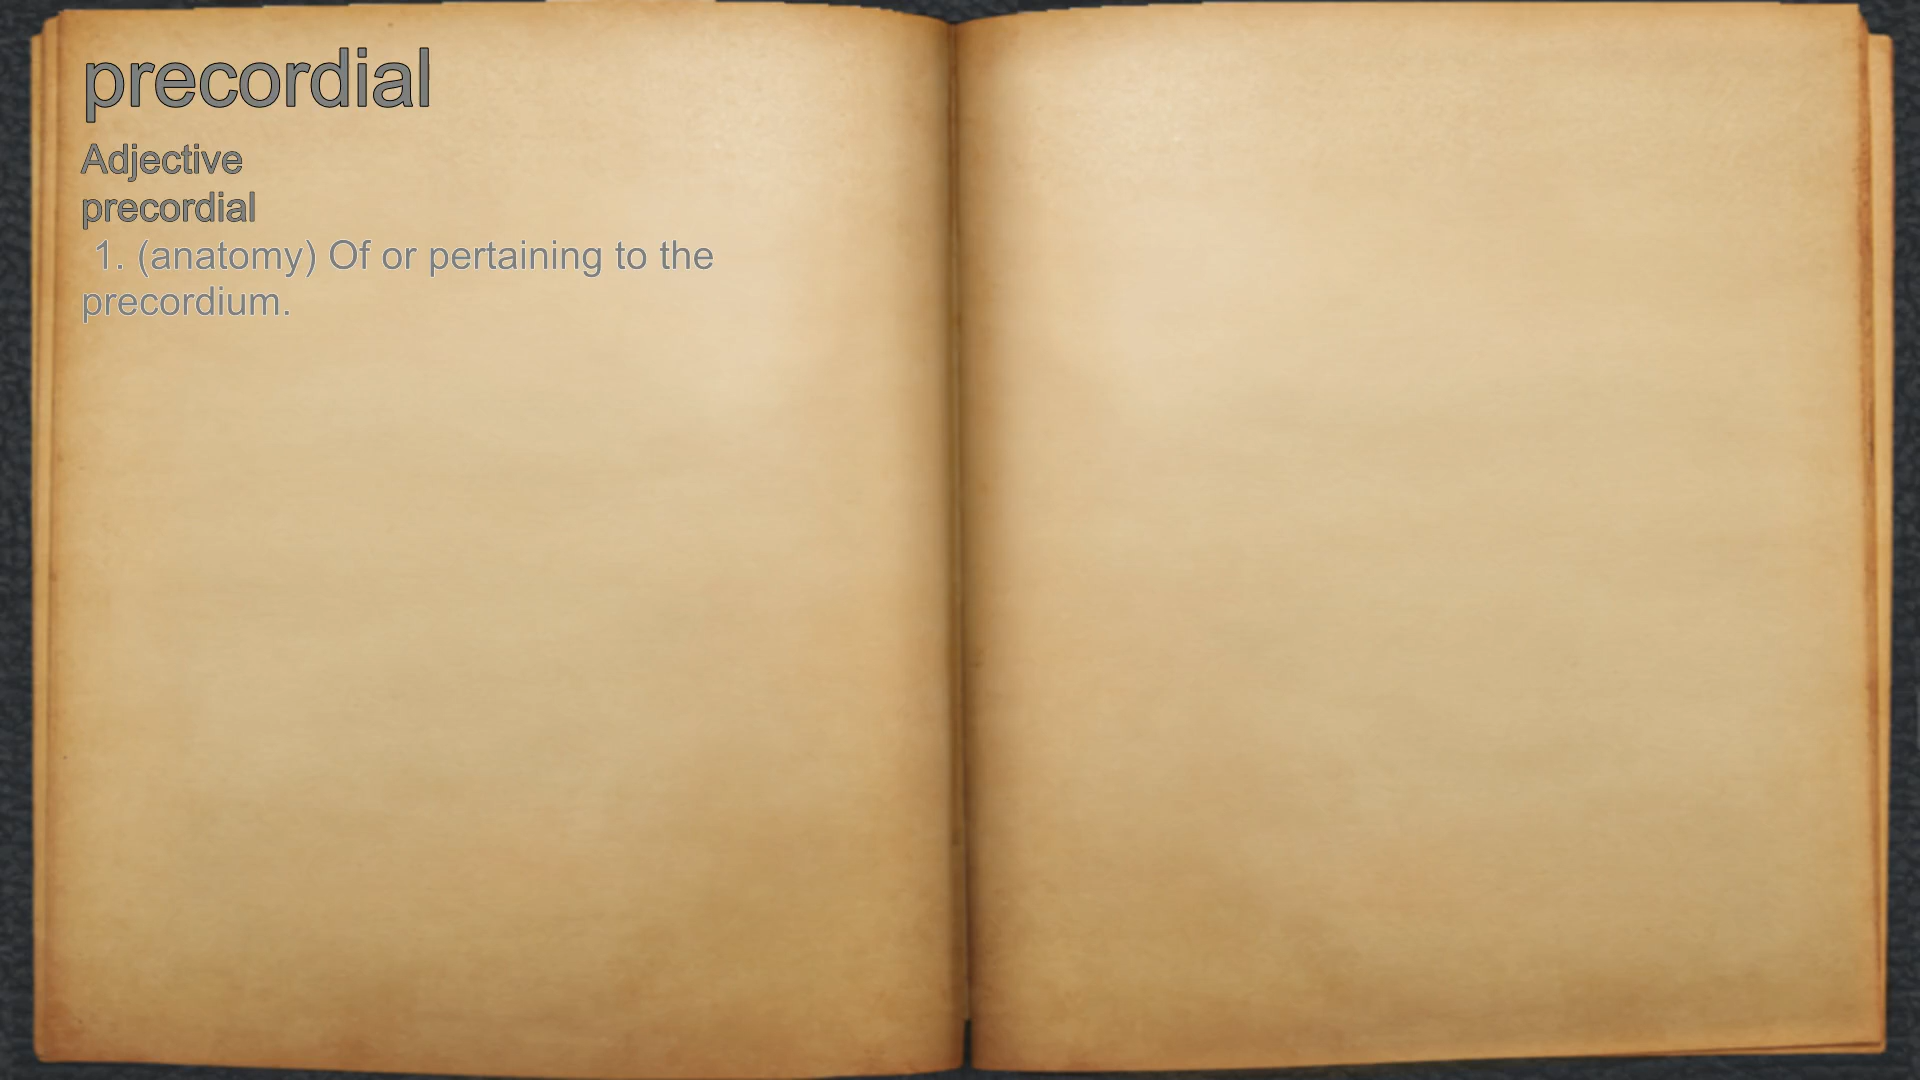 precordial
Adjective
precordial
1. (anatomy) Of or pertaining to the
precordium.